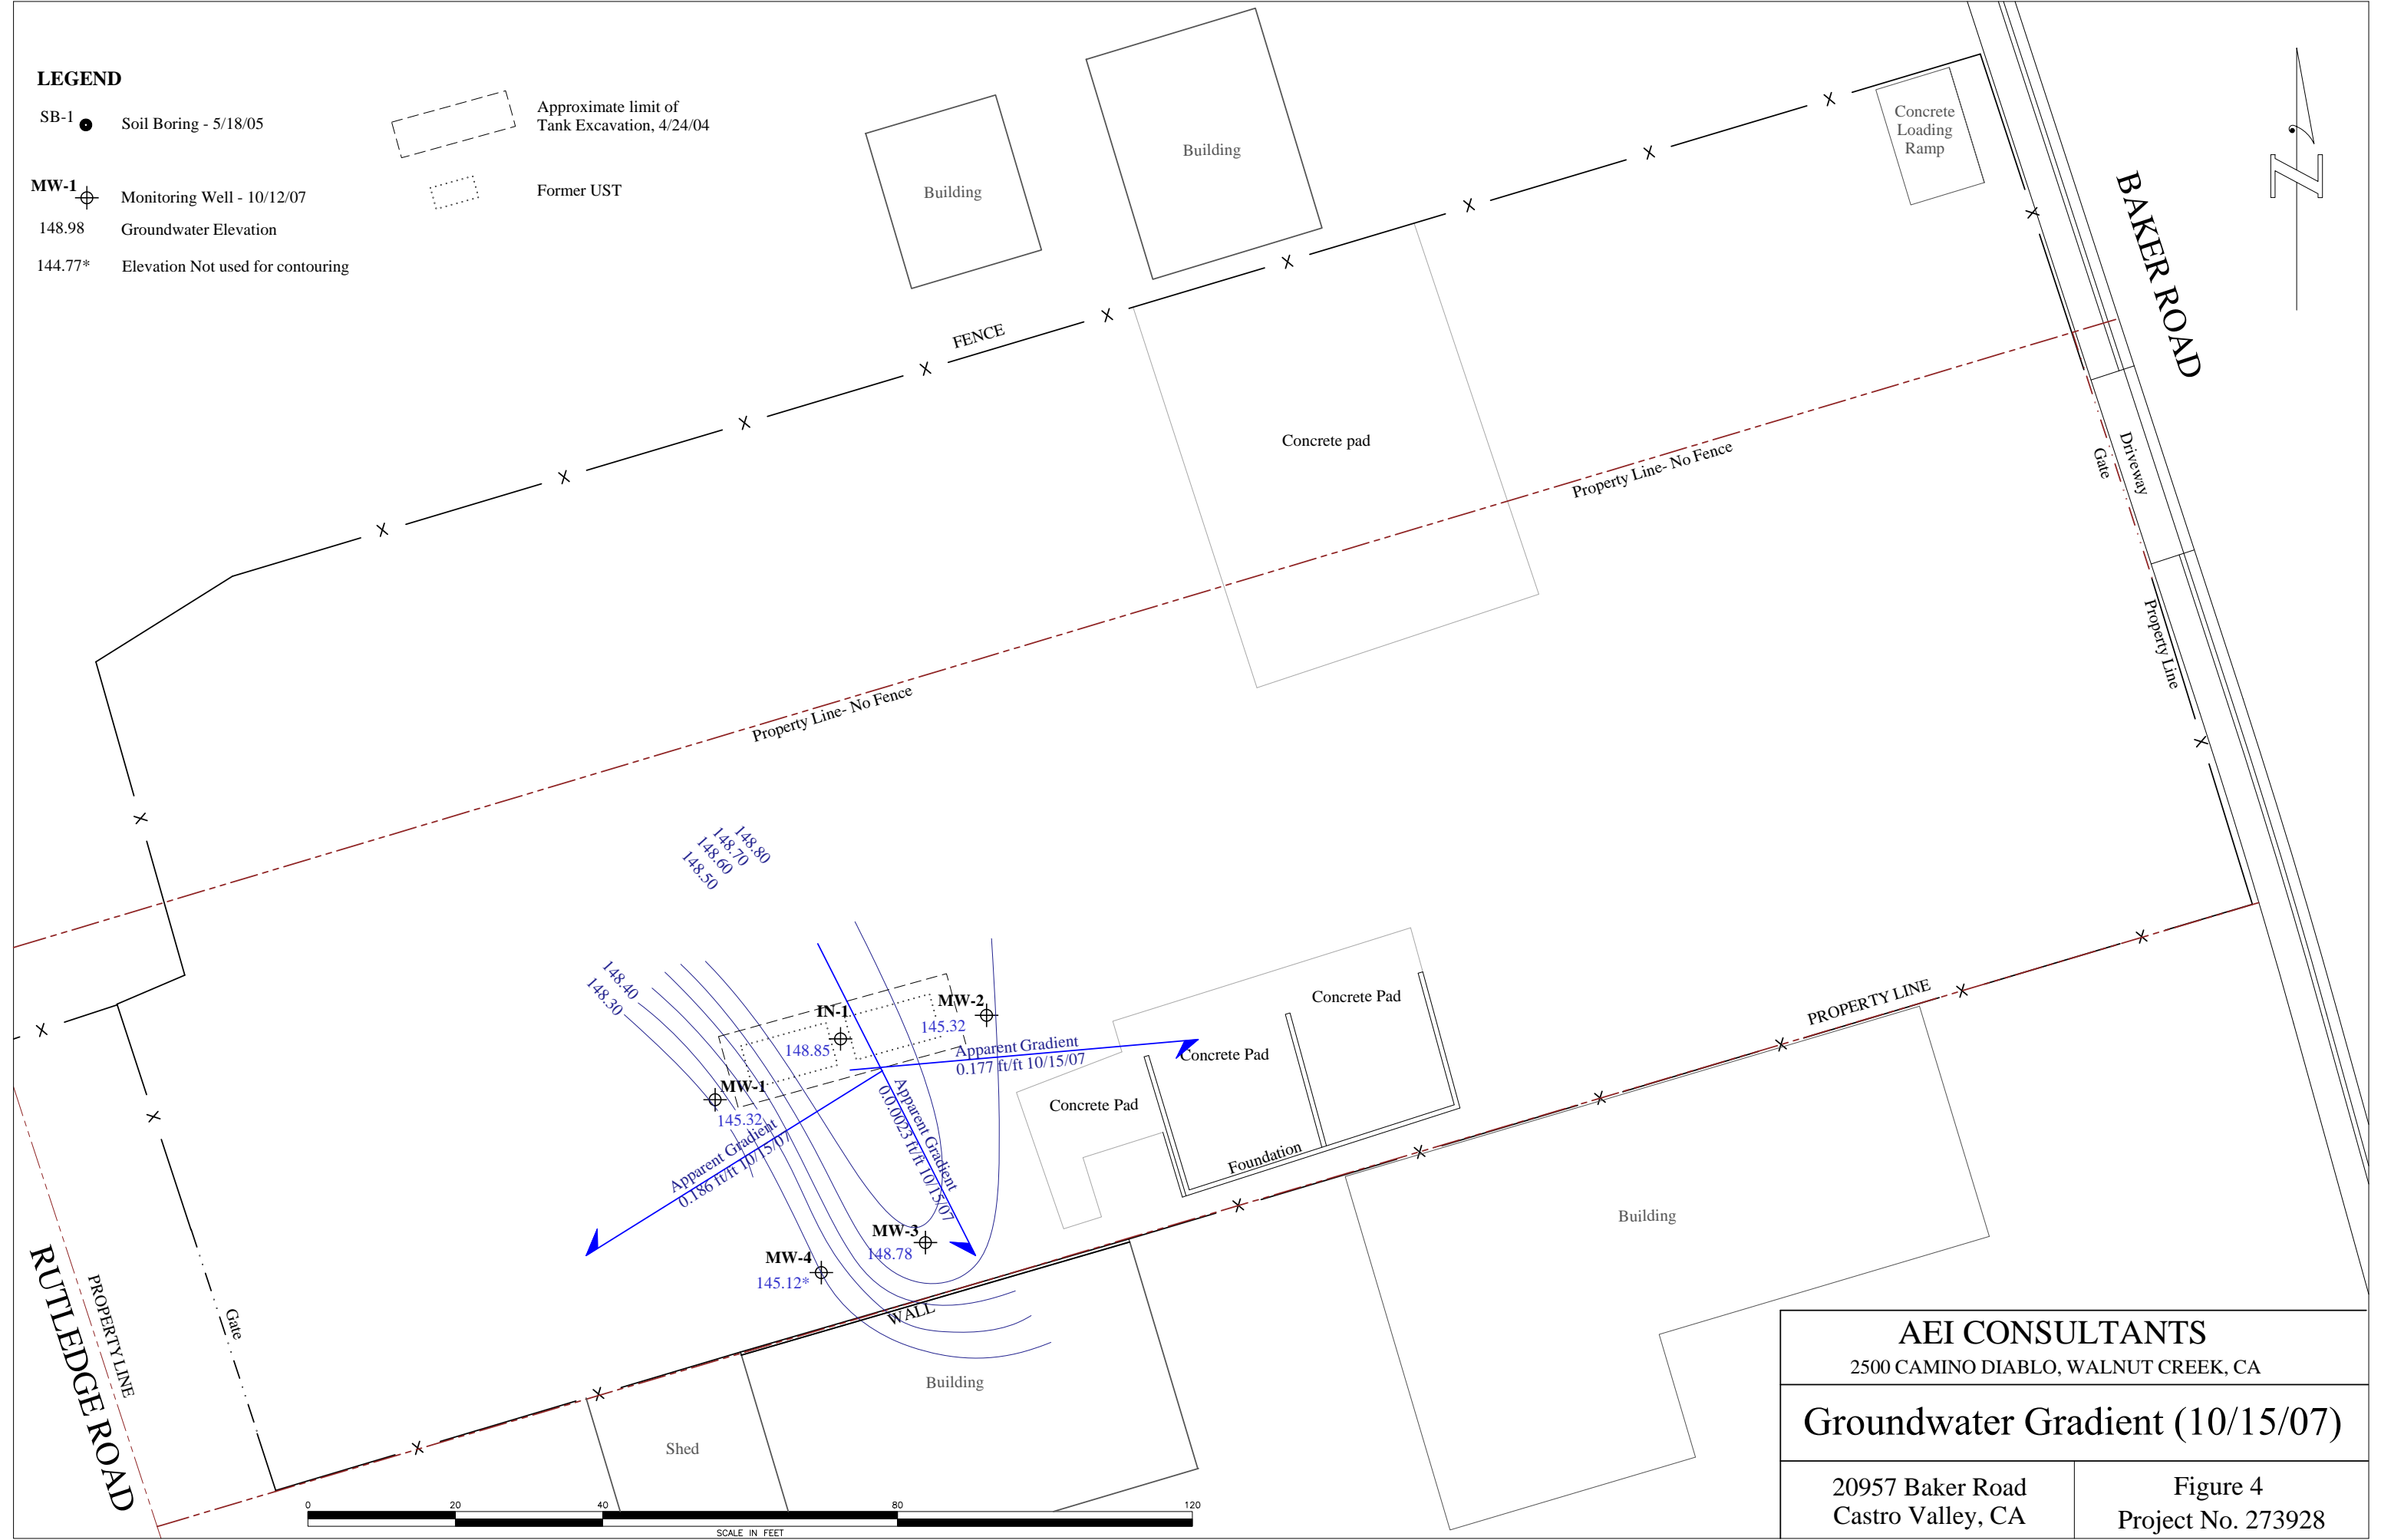 LEGEND
SB-1
Soil Boring - 5/18/05
MW-1
Monitoring Well - 10/12/07
148.98
Groundwater Elevation
144.77*
Elevation Not used for contouring
Approximate limit of
Tank Excavation, 4/24/04
Former UST
Building
Building
Concrete
Loading
Ramp
BAKER ROAD
Z
FENCE
Concrete pad
Property Line- No Fence
Gate
Driveway
Property Line
Property Line- No Fence
148.80
148.70
148.60
148.50
148.40
148.30
IN-1
148.85
MW-2
145.32
MW-1
145.32
Apparent Gradient
0.177 ft/ft 10/15/07
Apparent Gradient
0.0.0023 ft/ft 10/15/07
Apparent Gradient
0.186 ft/ft 10/15/07
MW-3
148.78
MW-4
145.12*
Concrete Pad
Concrete Pad
Concrete Pad
Foundation
PROPERTY LINE
WALL
Building
Building
Shed
Gate
PROPERTY LINE
RUTLEDGE ROAD
0 20 40 80 120
SCALE IN FEET
AEI CONSULTANTS
2500 CAMINO DIABLO, WALNUT CREEK, CA
Groundwater Gradient (10/15/07)
20957 Baker Road
Castro Valley, CA
Figure 4
Project No. 273928